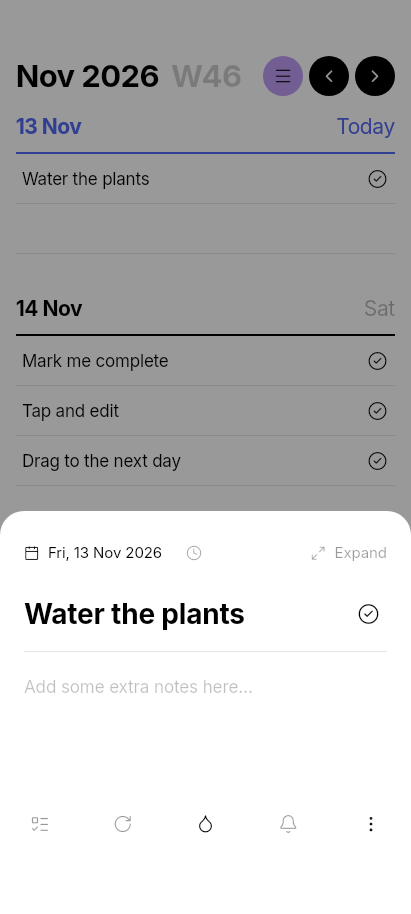 Nov 2026 W46
13 Nov Today
Water the plants
14 Nov Sat
Mark me complete
Tap and edit
Drag to the next day
Fri, 13 Nov 2026 Expand
Water the plants
Add some extra notes here...